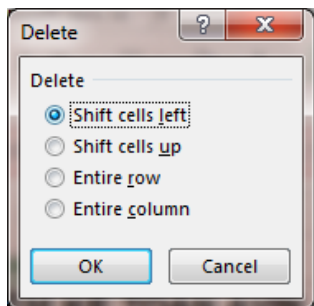 Delete
Delete
Shift cells left
Shift cells up
Entire row
Entire column
OK Cancel